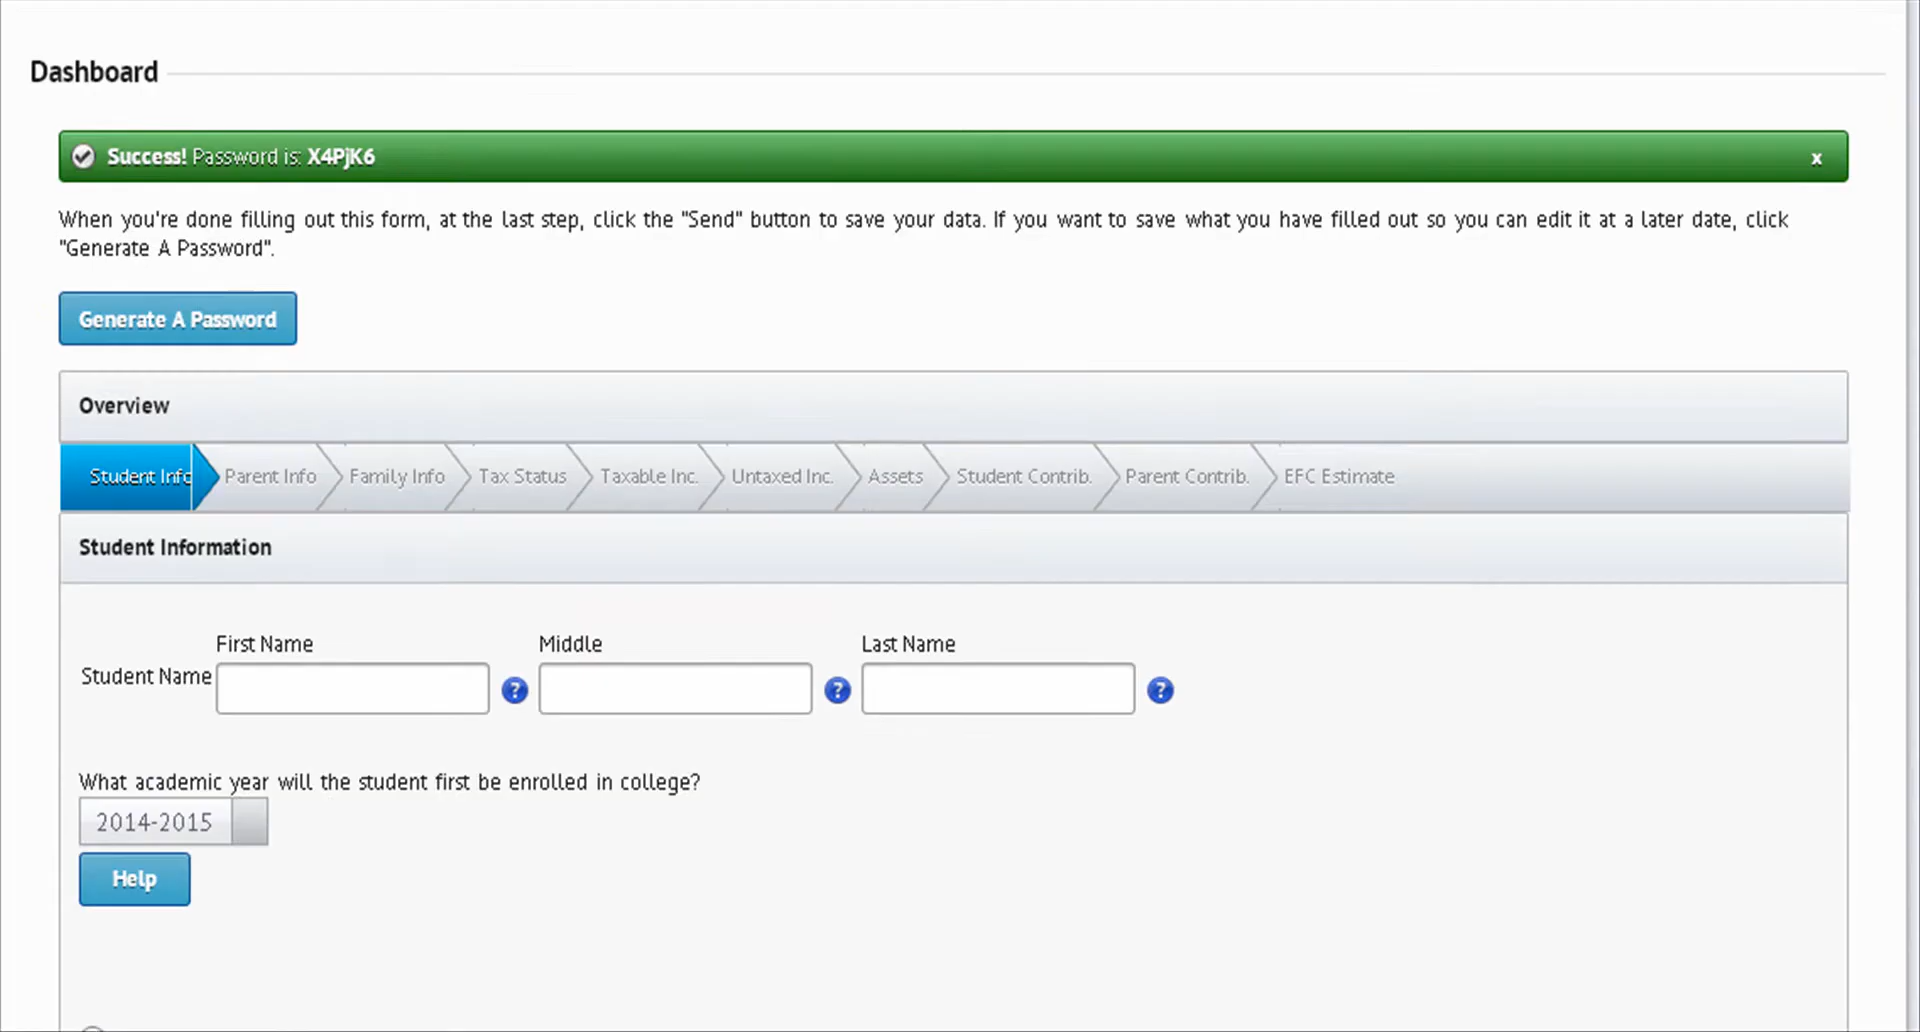 Dashboard
Success! Password is: X4PjK6
x
When you're done filling out this form, at the last step, click the "Send" button to save your data. If you want to save what you have filled out so you can edit it at a later date, click
"Generate A Password".
Generate A Password
Overview
Student Info Parent Info Family Info Tax Status Taxable Inc. Untaxed Inc. Assets Student Contrib. Parent Contrib. EFC Estimate
Student Information
First Name Middle Last Name
Student Name ? ? ?
What academic year will the student first be enrolled in college?
2014-2015
Help